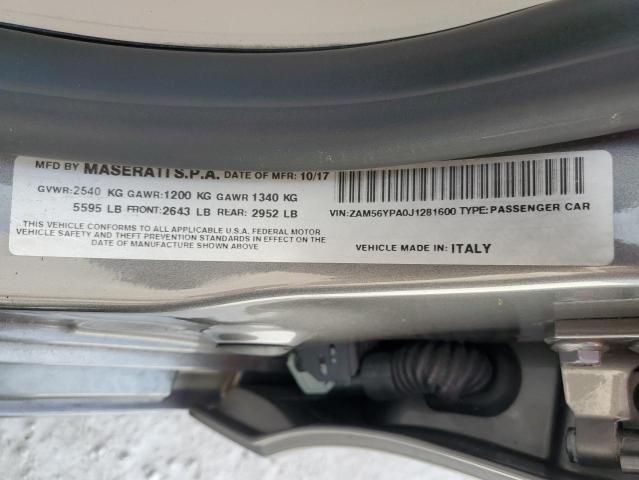 MFD BY MASERATI S.P.A. DATE OF MFR: 10/17
GVWR:2540 KG GAWR:1200 KG GAWR 1340 KG
5595 LB FRONT:2643 LB REAR: 2952 LB
THIS VEHICLE CONFORMS TO ALL APPLICABLE U.S.A. FEDERAL MOTOR
VEHICLE SAFETY AND THEFT PREVENTION STANDARDS IN EFFECT ON THE
DATE OF MANUFACTURE SHOWN ABOVE
VIN:ZAM56YPA0J1281600 TYPE:PASSENGER CAR
VEHICLE MADE IN: ITALY